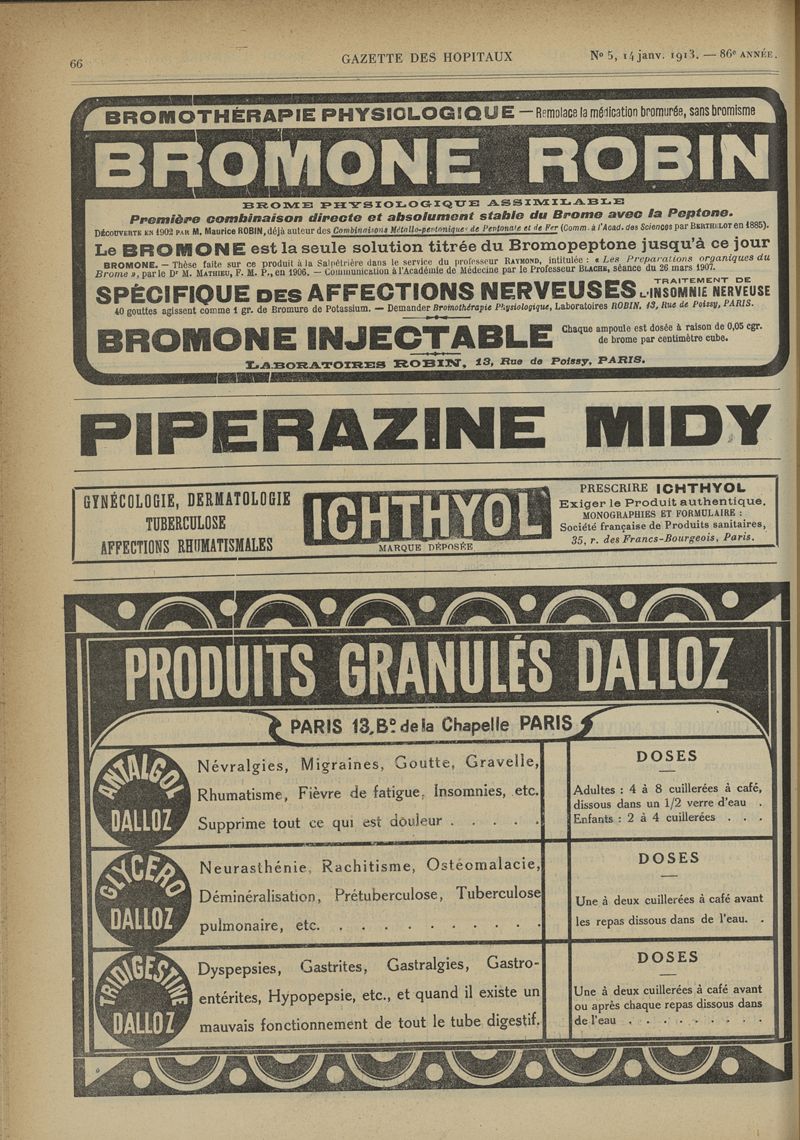 66
GAZETTE DES HOPITAUX
Nº 5, 14 janv. 1913. — 86e ANNÉE.
BROMOTHÉRAPIE PHYSIOLOGIQUE — Remplace la médication bromurée, sans bromisme
BROMONE ROBIN
BROME PHYSIOLOGIQUE ASSIMILABLE
Première combinaison directe et absolument stable du Brome avec la Peptone.
DÉCOUVERTE EN 1902 PAR M. Maurice ROBIN, déjà auteur des Combinaisons Métallo-peptoniques de Peptonate et de Fer (Comm. à l'Acad. des Sciences par BERTHELOT en 1885).
Le BROMONE est la seule solution titrée du Bromopeptone jusqu'à ce jour
BROMONE. — Thèse faite sur ce produit à la Salpétrière dans le service du professeur RAYMOND, intitulée : « Les Preparations organiques du
Brome », par le Dr M. MATHIEU, F. M. P., en 1906. — Communication à l'Académie de Médecine par le Professeur BLACHE, séance du 26 mars 1907.
SPÉCIFIQUE DES AFFECTIONS NERVEUSES
TRAITEMENT DE
L'INSOMNIE NERVEUSE
40 gouttes agissent comme 1 gr. de Bromure de Potassium. — Demander Bromothérapie Physiologique, Laboratoires ROBIN, 13, Rue de Poissy, PARIS.
BROMONE INJECTABLE
Chaque ampoule est dosée à raison de 0,05 cgr.
de brome par centimètre cube.
LABORATOIRES ROBIN, 13, Rue de Poissy, PARIS.
PIPERAZINE MIDY
GYNÉCOLOGIE, DERMATOLOGIE
TUBERCULOSE
AFFECTIONS RHUMATISMALES
ICHTHYOL
MARQUE DÉPOSÉE
PRESCRIRE ICHTHYOL
Exiger le Produit authentique.
MONOGRAPHIES ET FORMULAIRE :
Société française de Produits sanitaires,
35, r. des Francs-Bourgeois, Paris.
PRODUITS GRANULÉS DALLOZ
PARIS 13, Bd de la Chapelle PARIS
ANTALGOL
DALLOZ
Névralgies, Migraines, Goutte, Gravelle,
Rhumatisme, Fièvre de fatigue, Insomnies, etc.
Supprime tout ce qui est douleur . . . . .
DOSES
Adultes : 4 à 8 cuillerées à café,
dissous dans un 1/2 verre d'eau .
Enfants : 2 à 4 cuillerées . . .
GLYCERO
DALLOZ
Neurasthénie, Rachitisme, Ostéomalacie,
Déminéralisation, Prétuberculose, Tuberculose
pulmonaire, etc. . . . . . . . . . .
DOSES
Une à deux cuillerées à café avant
les repas dissous dans de l'eau. .
TRIDIGESTINE
DALLOZ
Dyspepsies, Gastrites, Gastralgies, Gastro-
entérites, Hypopepsie, etc., et quand il existe un
mauvais fonctionnement de tout le tube digestif.
DOSES
Une à deux cuillerées à café avant
ou après chaque repas dissous dans
de l'eau . . . . . . . .